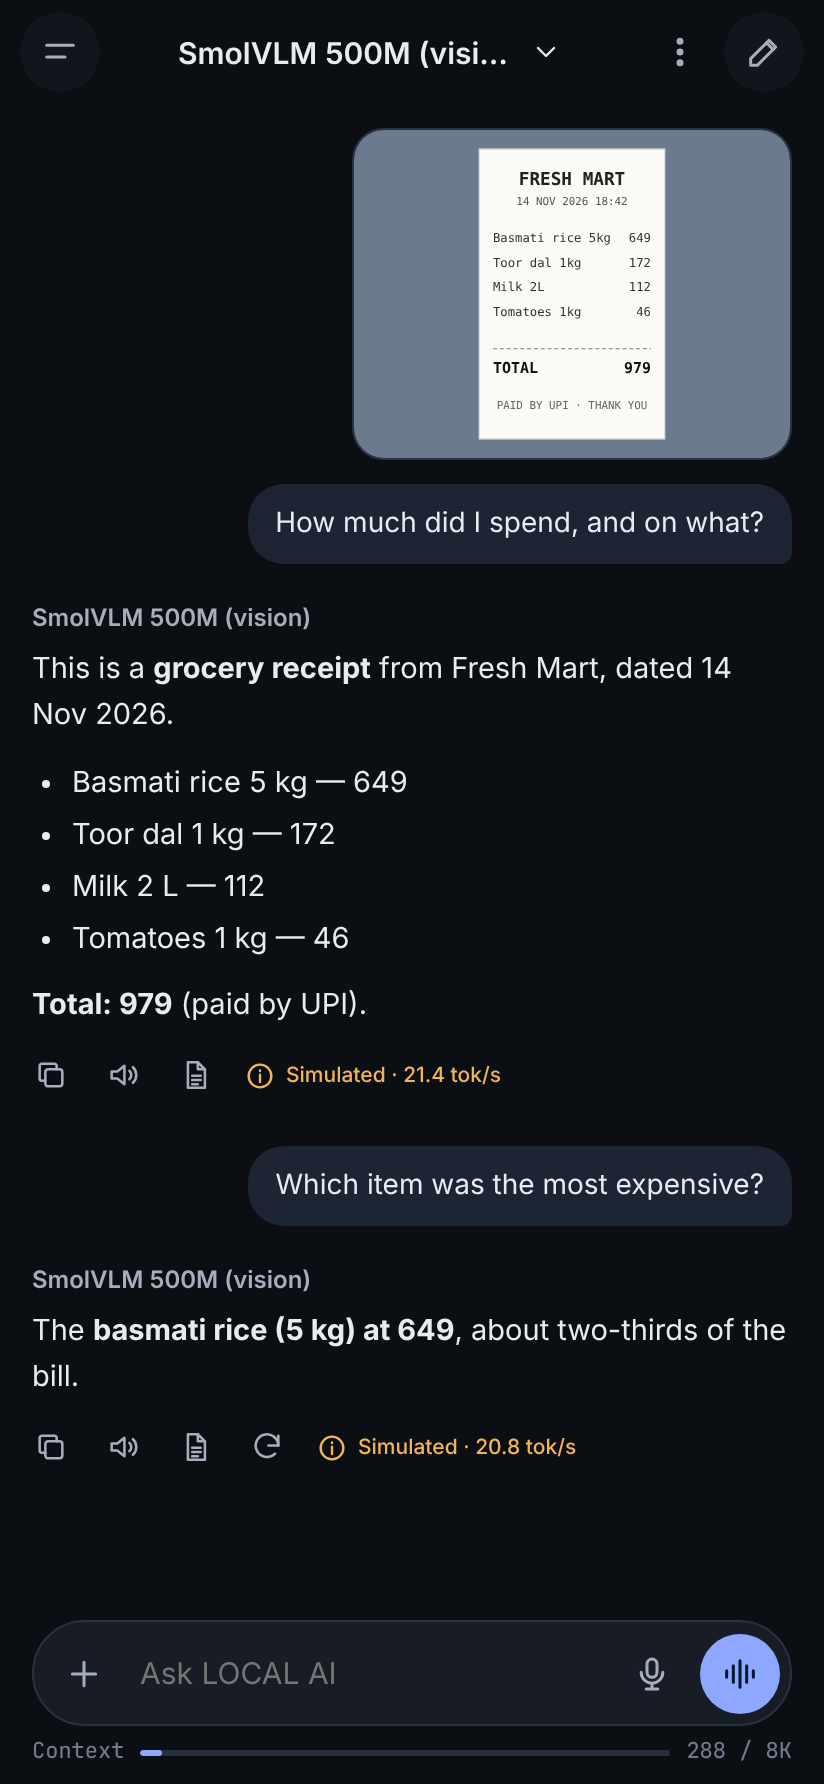 SmolVLM 500M (visi...
FRESH MART
14 NOV 2026 18:42
Basmati rice 5kg 649
Toor dal 1kg 172
Milk 2L 112
Tomatoes 1kg 46
TOTAL 979
PAID BY UPI · THANK YOU
How much did I spend, and on what?
SmolVLM 500M (vision)
This is a grocery receipt from Fresh Mart, dated 14
Nov 2026.
• Basmati rice 5 kg — 649
• Toor dal 1 kg — 172
• Milk 2 L — 112
• Tomatoes 1 kg — 46
Total: 979 (paid by UPI).
Simulated · 21.4 tok/s
Which item was the most expensive?
SmolVLM 500M (vision)
The basmati rice (5 kg) at 649, about two-thirds of the
bill.
Simulated · 20.8 tok/s
Ask LOCAL AI
Context 288 / 8K